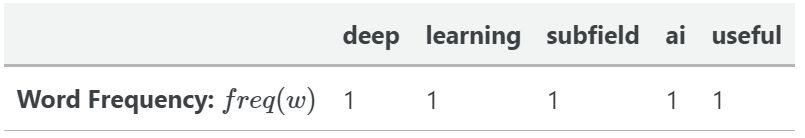 deep learning subfield ai useful
Word Frequency: freq(w) 1 1 1 1 1